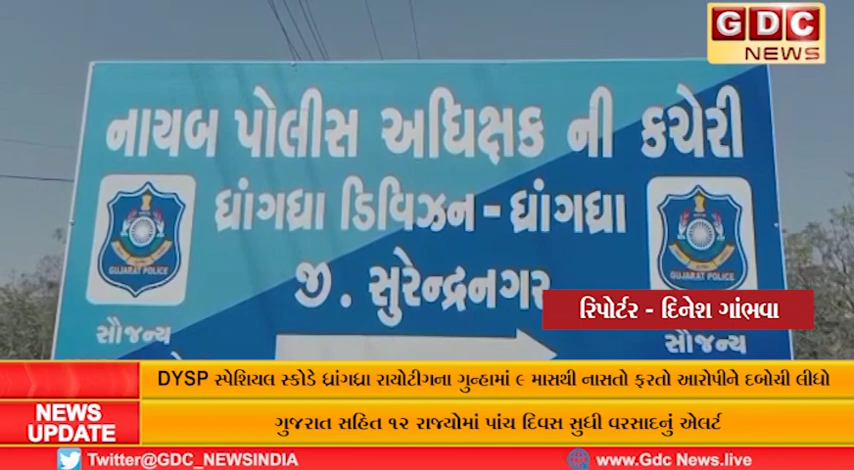 GDC
NEWS
નાયબ પોલીસ અધિક્ષક ની કચેરી
ધ્રાંગધ્રા ડિવિઝન - ધ્રાંગધ્રા
GUJARAT POLICE
GUJARAT POLICE
જી. સુરેન્દ્રનગર
રિપોર્ટર - દિનેશ ગાંભવા
સૌજન્ય
સૌજન્ય
DYSP સ્પેશિયલ સ્કોડે ધ્રાંગધ્રા રાયોટીગના ગુન્હામાં ૯ માસથી નાસતો ફરતો આરોપીને દબોચી લીધો
NEWS
UPDATE
ગુજરાત સહિત ૧૨ રાજ્યોમાં પાંચ દિવસ સુધી વરસાદનું એલર્ટ
Twitter@GDC_NEWSINDIA
www.Gdc News.live